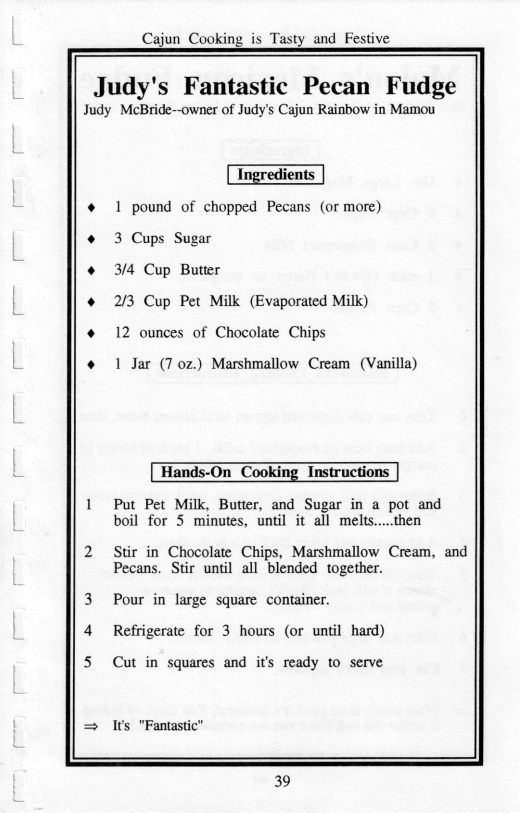 Cajun Cooking is Tasty and Festive
Judy's Fantastic Pecan Fudge
Judy McBride--owner of Judy's Cajun Rainbow in Mamou
Ingredients
♦ 1 pound of chopped Pecans (or more)
♦ 3 Cups Sugar
♦ 3/4 Cup Butter
♦ 2/3 Cup Pet Milk (Evaporated Milk)
♦ 12 ounces of Chocolate Chips
♦ 1 Jar (7 oz.) Marshmallow Cream (Vanilla)
Hands-On Cooking Instructions
1 Put Pet Milk, Butter, and Sugar in a pot and
boil for 5 minutes, until it all melts.....then
2 Stir in Chocolate Chips, Marshmallow Cream, and
Pecans. Stir until all blended together.
3 Pour in large square container.
4 Refrigerate for 3 hours (or until hard)
5 Cut in squares and it's ready to serve
⇒ It's "Fantastic"
39